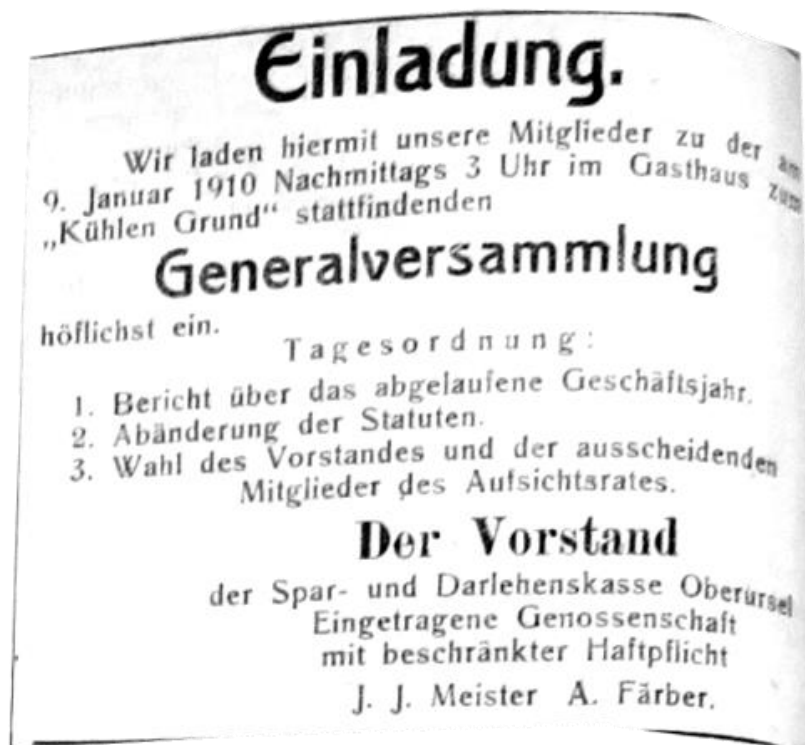 Einladung.
Wir laden hiermit unsere Mitglieder zu der am
9. Januar 1910 Nachmittags 3 Uhr im Gasthaus zum
„Kühlen Grund“ stattfindenden
Generalversammlung
höflichst ein.
Tagesordnung:
1. Bericht über das abgelaufene Geschäftsjahr.
2. Abänderung der Statuten.
3. Wahl des Vorstandes und der ausscheidenden
Mitglieder des Aufsichtsrates.
Der Vorstand
der Spar- und Darlehenskasse Oberursel
Eingetragene Genossenschaft
mit beschränkter Haftpflicht
J. J. Meister A. Färber.